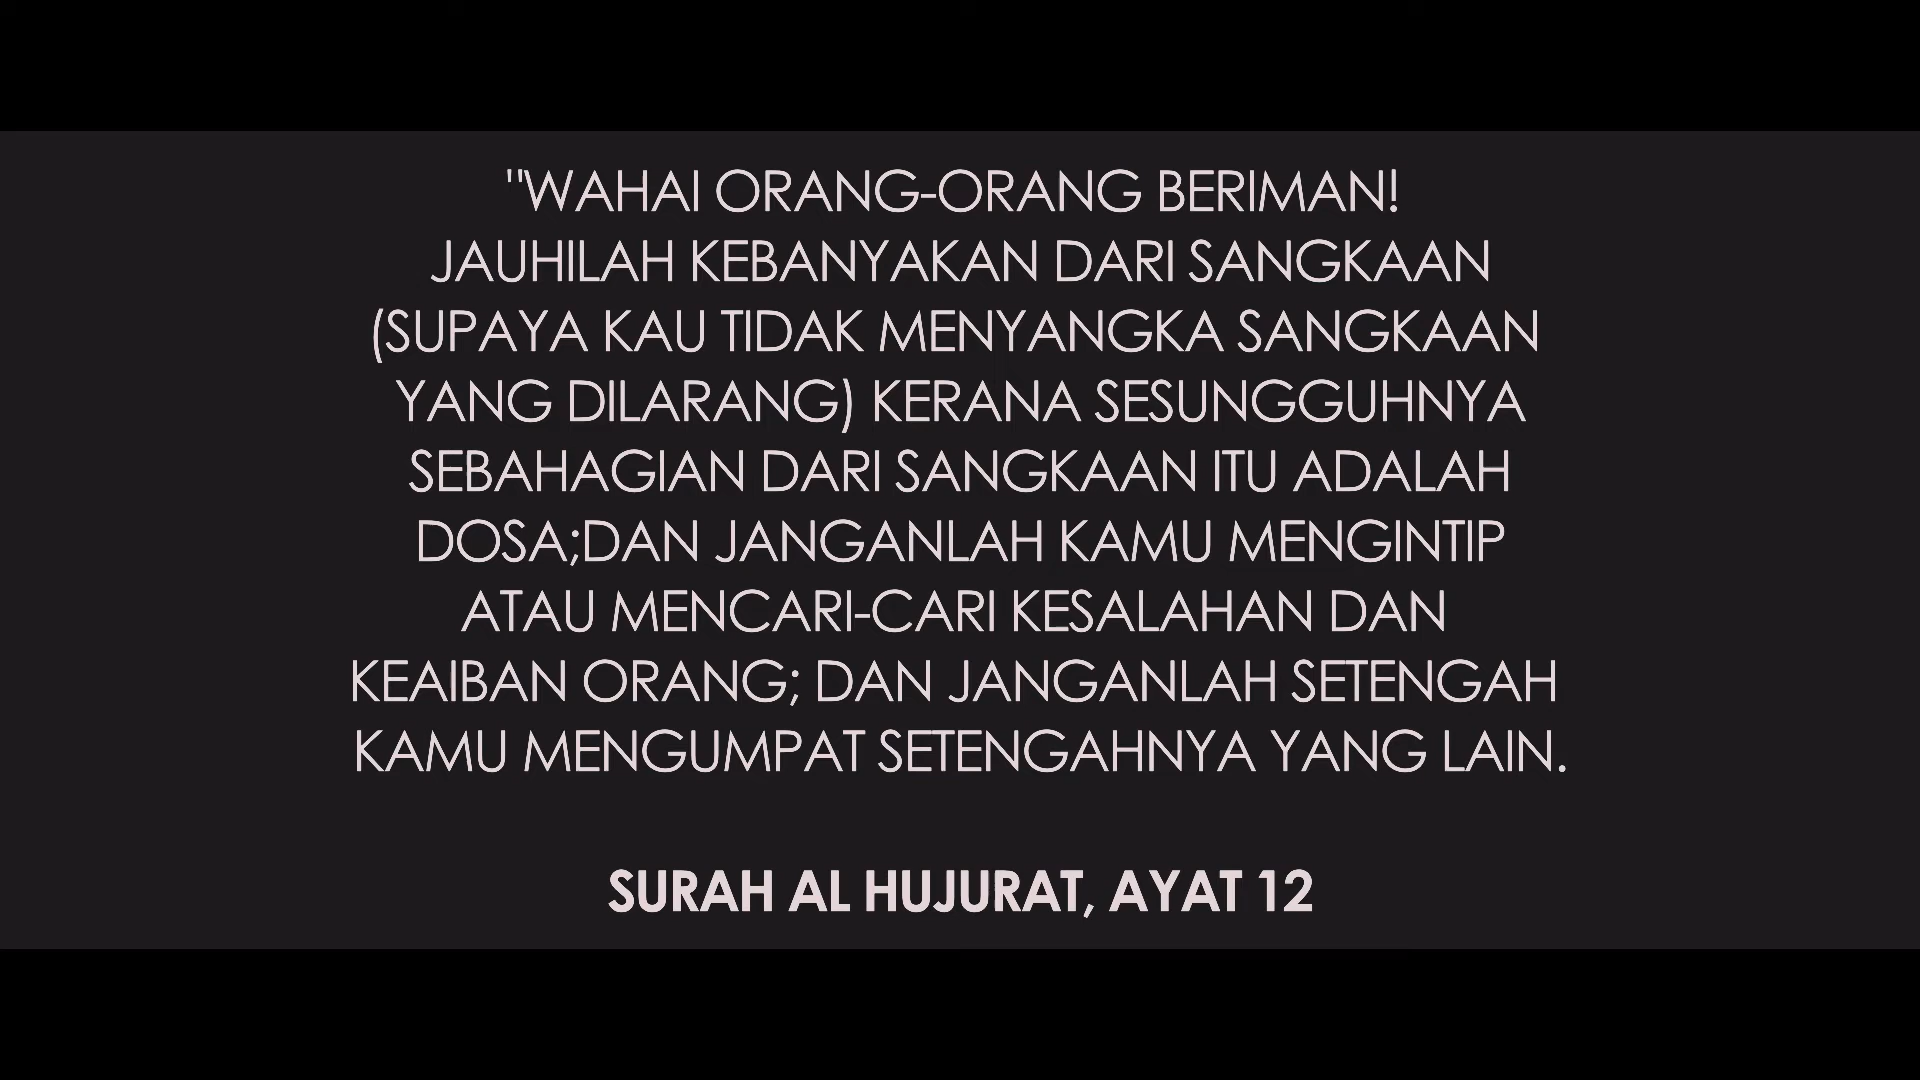 "WAHAI ORANG-ORANG BERIMAN!
JAUHILAH KEBANYAKAN DARI SANGKAAN
(SUPAYA KAU TIDAK MENYANGKA SANGKAAN
YANG DILARANG) KERANA SESUNGGUHNYA
SEBAHAGIAN DARI SANGKAAN ITU ADALAH
DOSA;DAN JANGANLAH KAMU MENGINTIP
ATAU MENCARI-CARI KESALAHAN DAN
KEAIBAN ORANG; DAN JANGANLAH SETENGAH
KAMU MENGUMPAT SETENGAHNYA YANG LAIN.
SURAH AL HUJURAT, AYAT 12